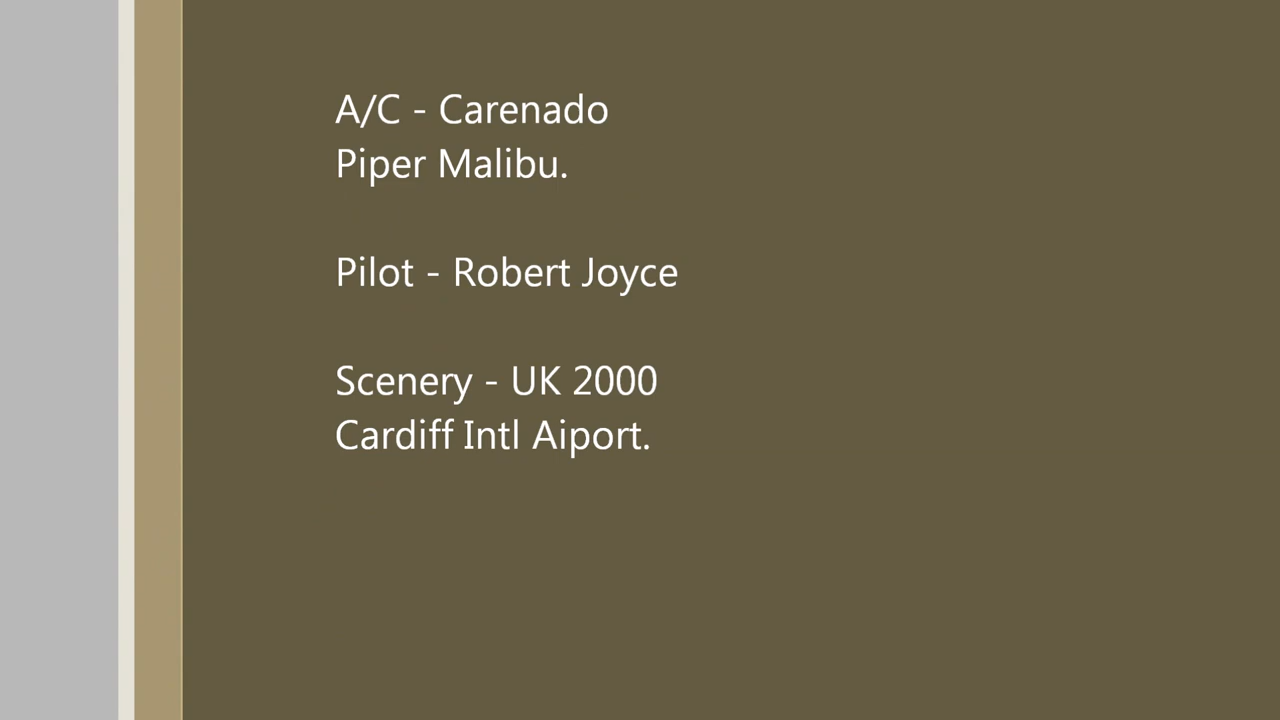 A/C - Carenado
Piper Malibu.
Pilot - Robert Joyce
Scenery - UK 2000
Cardiff Intl Aiport.